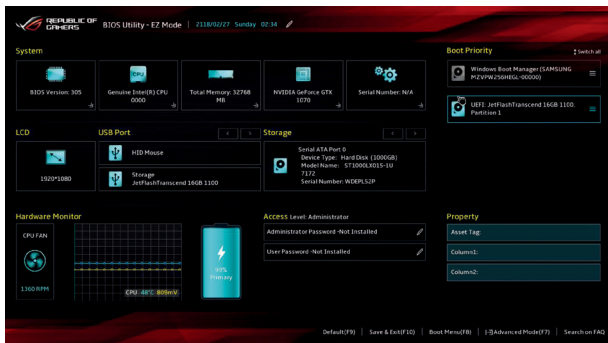 REPUBLIC OF
GAMERS
BIOS Utility - EZ Mode
2118/02/27 Sunday 02:34
System
Boot Priority
Switch all
BIOS Version: 305
Genuine Intel(R) CPU
0000
Total Memory: 32768
MB
NVIDIA GeForce GTX
1070
Serial Number: N/A
Windows Boot Manager (SAMSUNG
MZVPW256HEGL-00000)
UEFI: JetFlashTranscend 16GB 1100,
Partition 1
LCD
USB Port
Storage
1920*1080
HID Mouse
Storage
JetFlashTranscend 16GB 1100
Serial ATA Port 0
Device Type: Hard Disk (1000GB)
Model Name: ST1000LX015-1U
7172
Serial Number: WDEPLS2P
Hardware Monitor
Access Level: Administrator
Property
CPU FAN
1360 RPM
CPU 48°C 809mV
99%
Primary
Administrator Password -Not Installed
User Password -Not Installed
Asset Tag:
Column1:
Column2:
Default(F9)
Save & Exit(F10)
Boot Menu(F8)
Advanced Mode(F7)
Search on FAQ